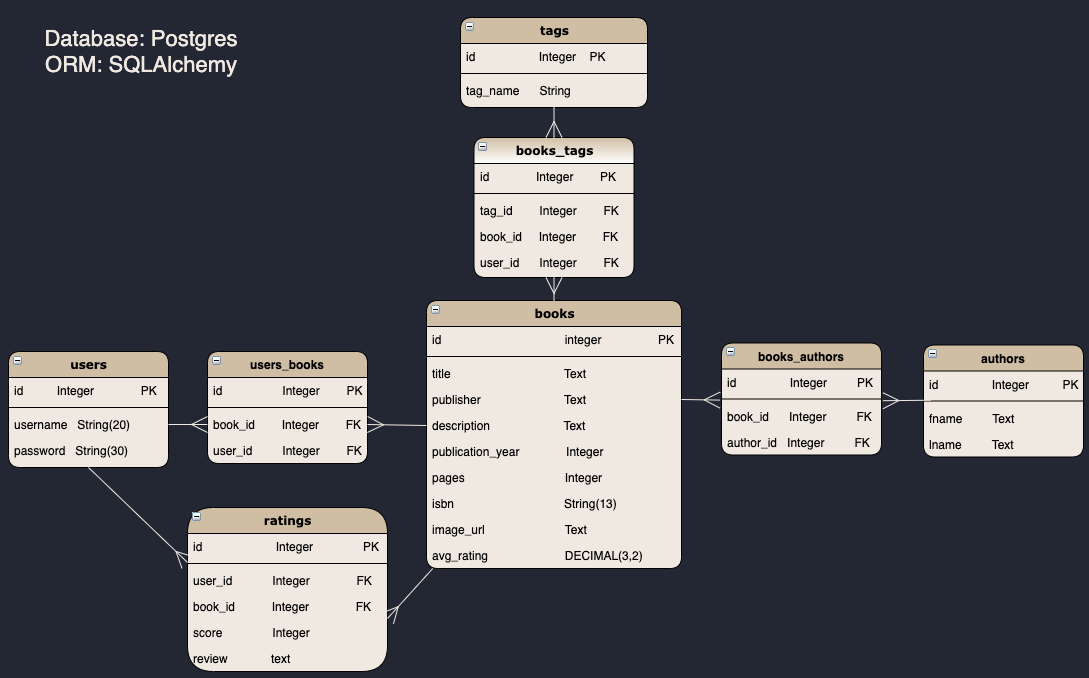 Database: Postgres
ORM: SQLAlchemy
tags
id Integer PK
tag_name String
books_tags
id Integer PK
tag_id Integer FK
book_id Integer FK
user_id Integer FK
books
id integer PK
title Text
publisher Text
description Text
publication_year Integer
pages Integer
isbn String(13)
image_url Text
avg_rating DECIMAL(3,2)
users
id Integer PK
username String(20)
password String(30)
users_books
id Integer PK
book_id Integer FK
user_id Integer FK
books_authors
id Integer PK
book_id Integer FK
author_id Integer FK
authors
id Integer PK
fname Text
lname Text
ratings
id Integer PK
user_id Integer FK
book_id Integer FK
score Integer
review text